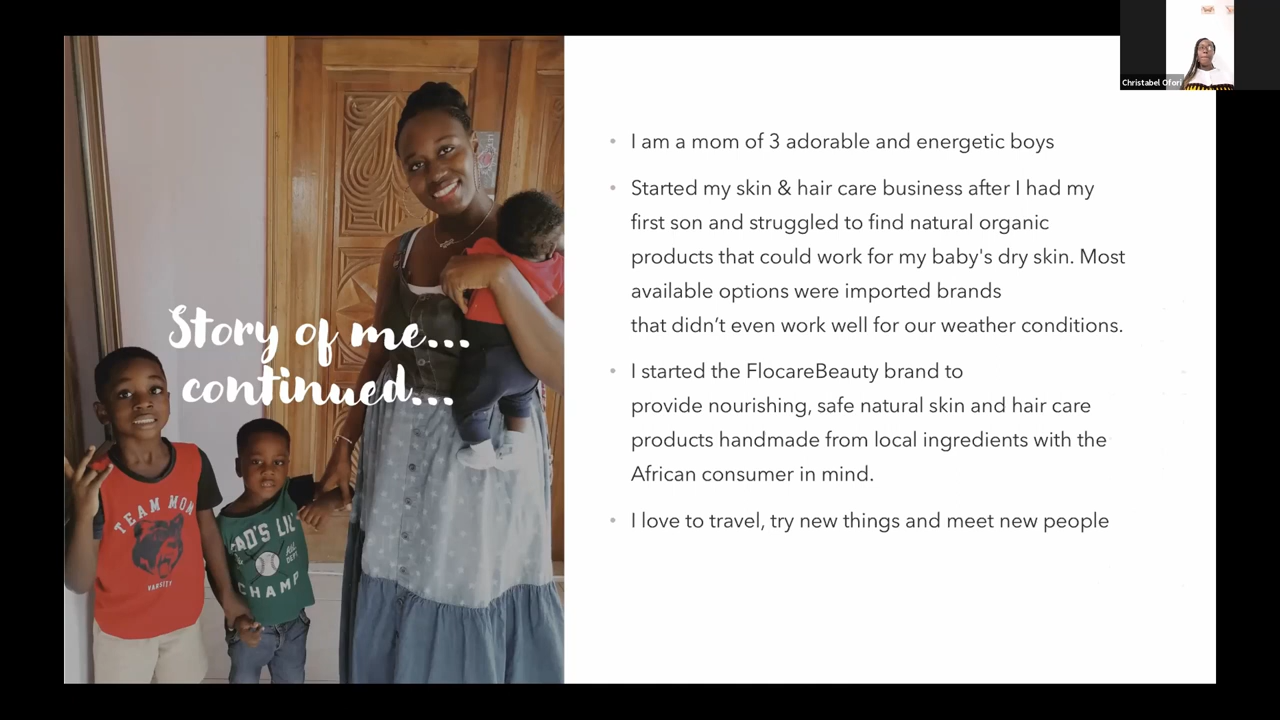 Christabel Ofori
Story of me...
continued...
• I am a mom of 3 adorable and energetic boys
• Started my skin & hair care business after I had my
first son and struggled to find natural organic
products that could work for my baby's dry skin. Most
available options were imported brands
that didn’t even work well for our weather conditions.
• I started the FlocareBeauty brand to
provide nourishing, safe natural skin and hair care
products handmade from local ingredients with the
African consumer in mind.
• I love to travel, try new things and meet new people
TEAM MOM
VARSITY
LIL'
ALL
CHAMP